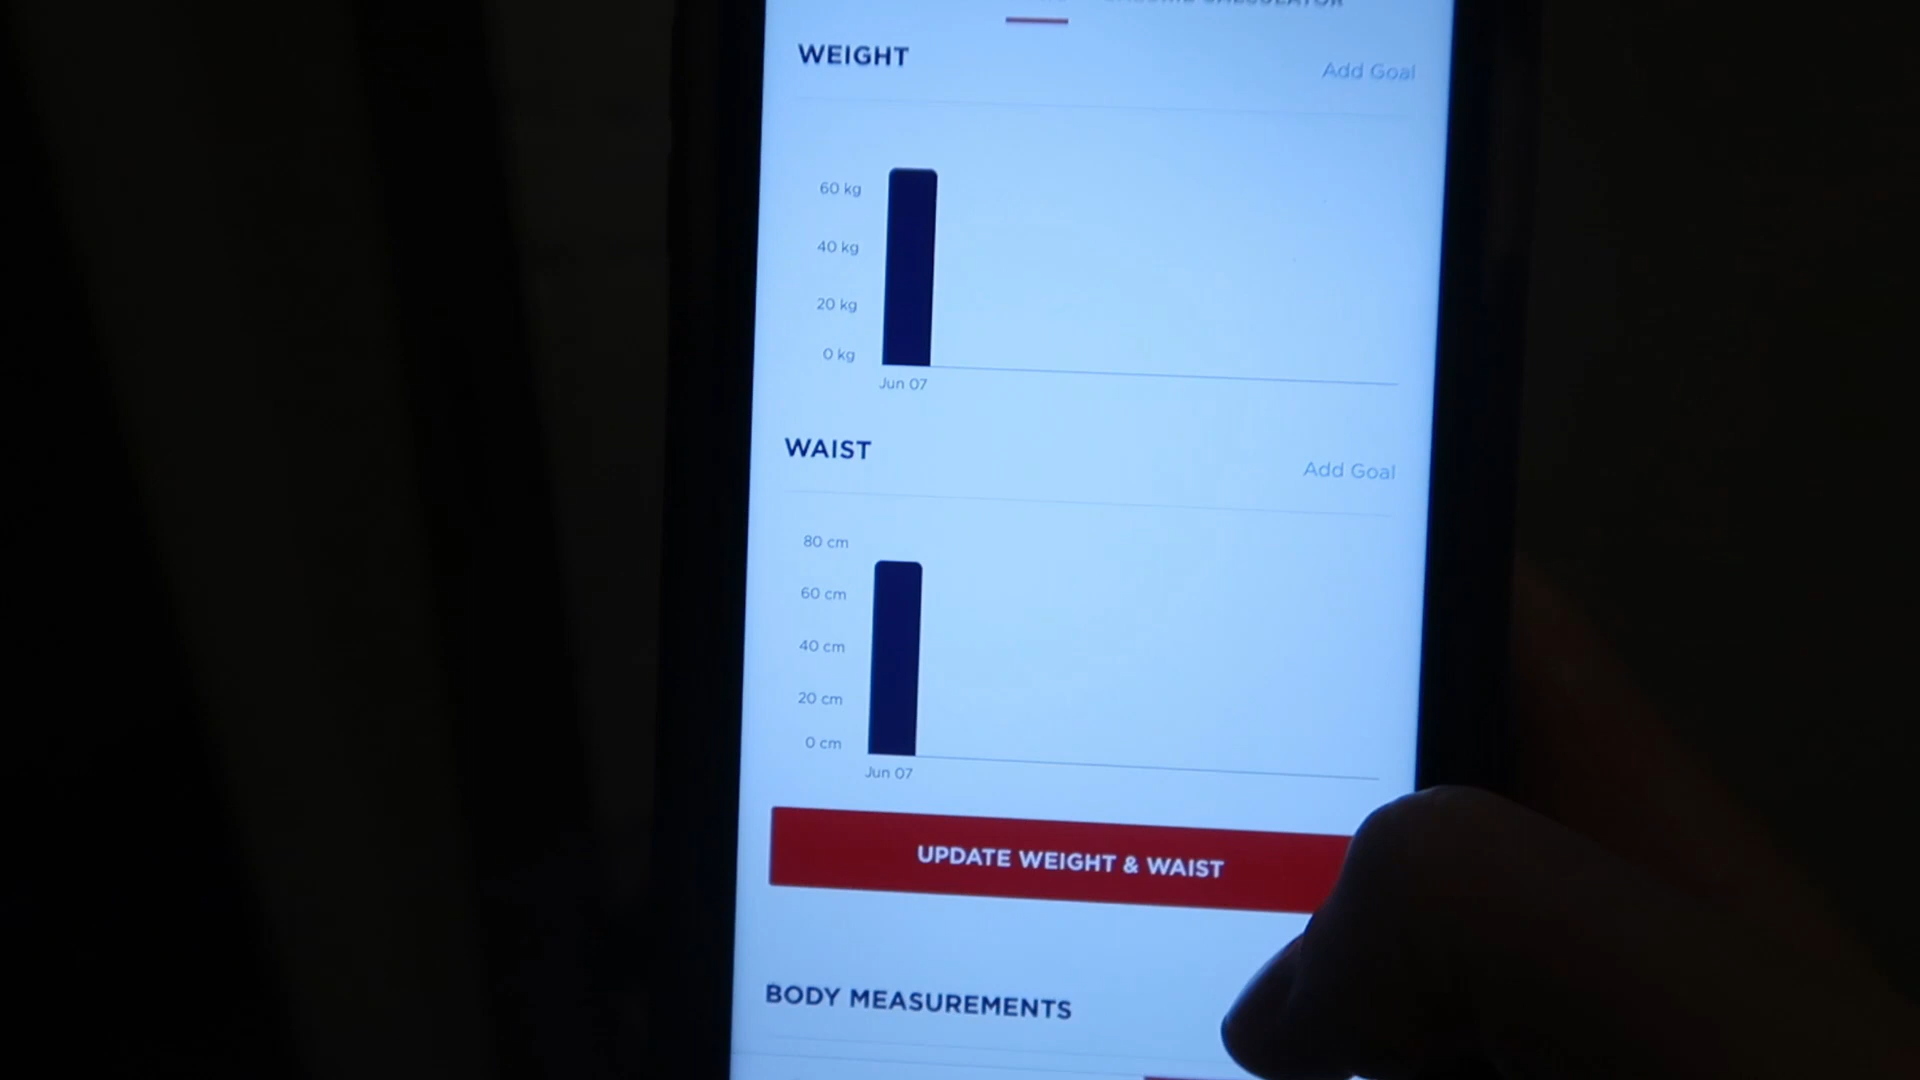 WEIGHT
Add Goal
60 kg
40 kg
20 kg
0 kg
Jun 07
WAIST
Add Goal
80 cm
60 cm
40 cm
20 cm
0 cm
Jun 07
UPDATE WEIGHT & WAIST
BODY MEASUREMENTS